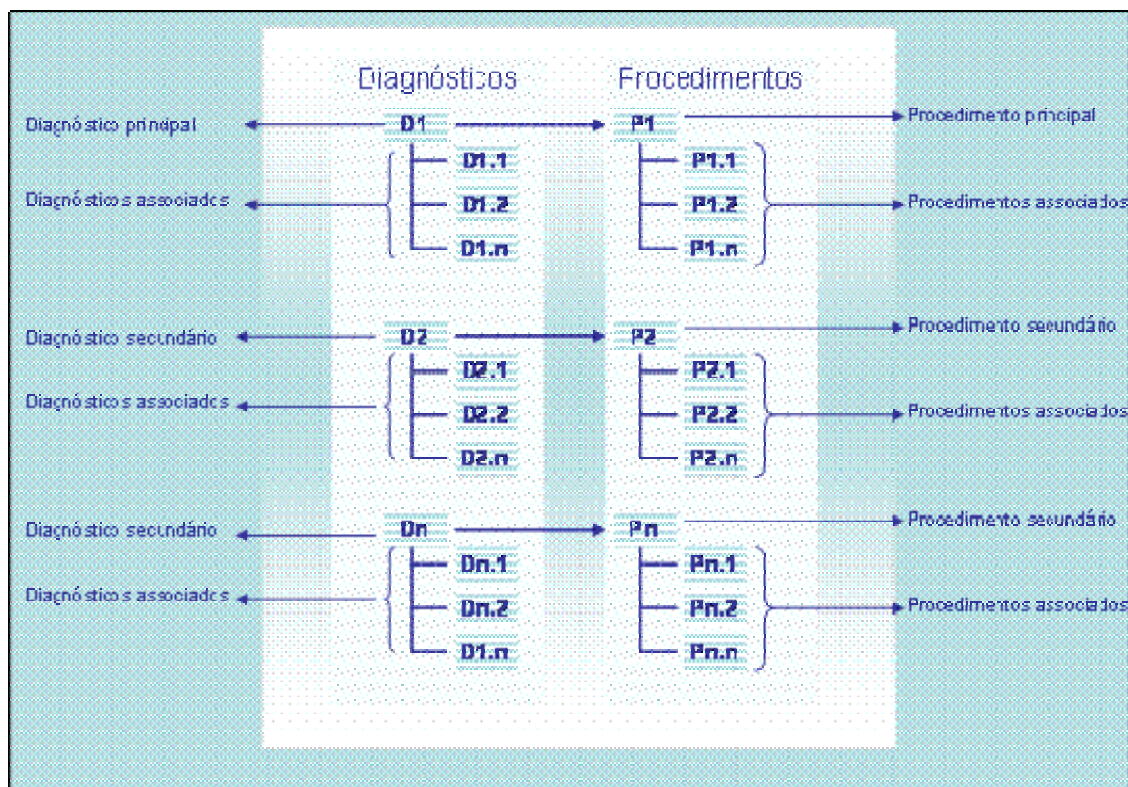 Diagnósticos Frocedimentos
Diagnóstico principal D1 P1 Procedimento principal
D1.1 P1.1
Diagnósticos associados D1.2 P1.2 Procedimentos associados
D1.n P1.n
Diagnóstico secundário D2 P2 Procedimento secundário
D2.1 P2.1
Diagnósticos associados D2.2 P2.2 Procedimentos associados
D2.n P2.n
Diagnóstico secundário Dn Pn Procedimento secundário
Dn.1 Pn.1
Diagnósticos associados Dn.2 Pn.2 Procedimentos associados
D1.n Pn.n